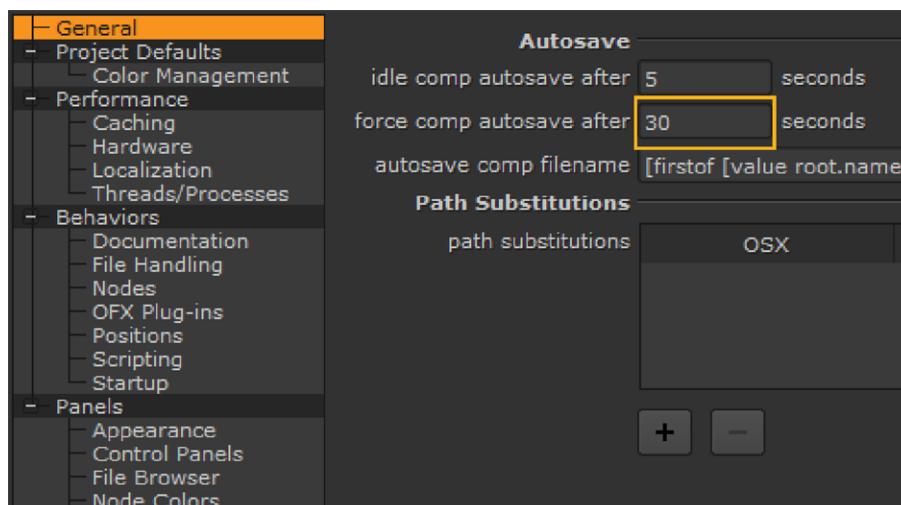 General
Project Defaults
Color Management
Performance
Caching
Hardware
Localization
Threads/Processes
Behaviors
Documentation
File Handling
Nodes
OFX Plug-ins
Positions
Scripting
Startup
Panels
Appearance
Control Panels
File Browser
Node Colors
Autosave
idle comp autosave after 5 seconds
force comp autosave after 30 seconds
autosave comp filename [firstof [value root.name
Path Substitutions
path substitutions OSX
+ −